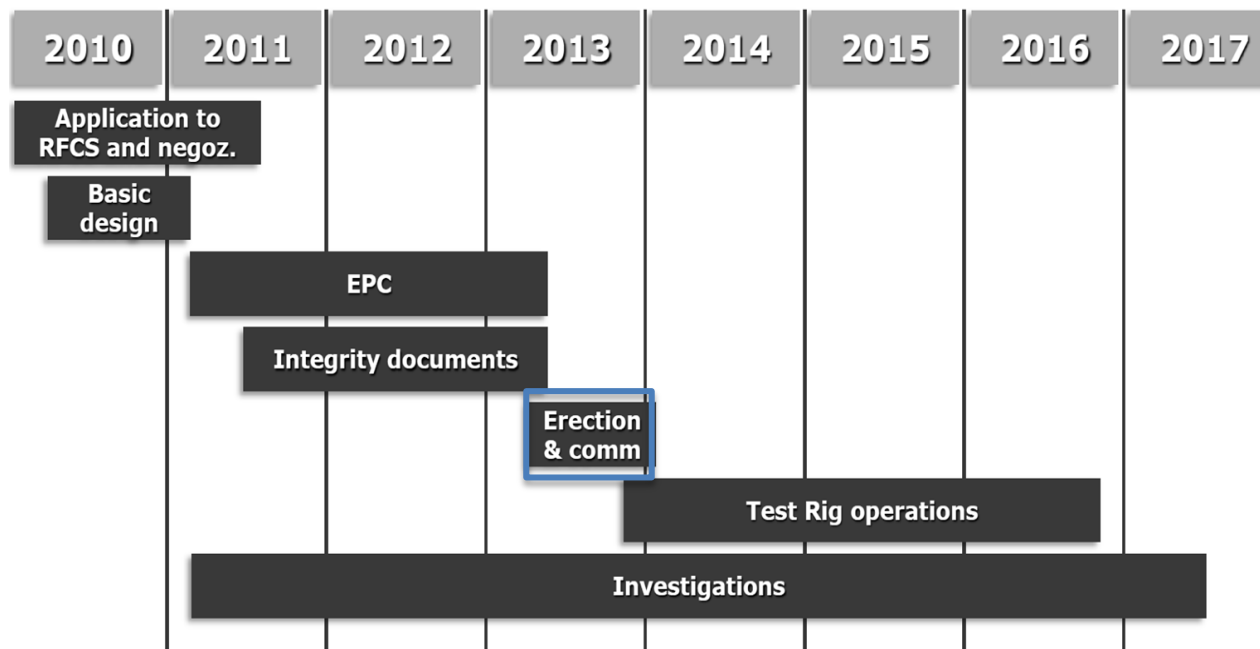 2010 2011 2012 2013 2014 2015 2016 2017
Application to
RFCS and negoz.
Basic
design
EPC
Integrity documents
Erection
& comm
Test Rig operations
Investigations